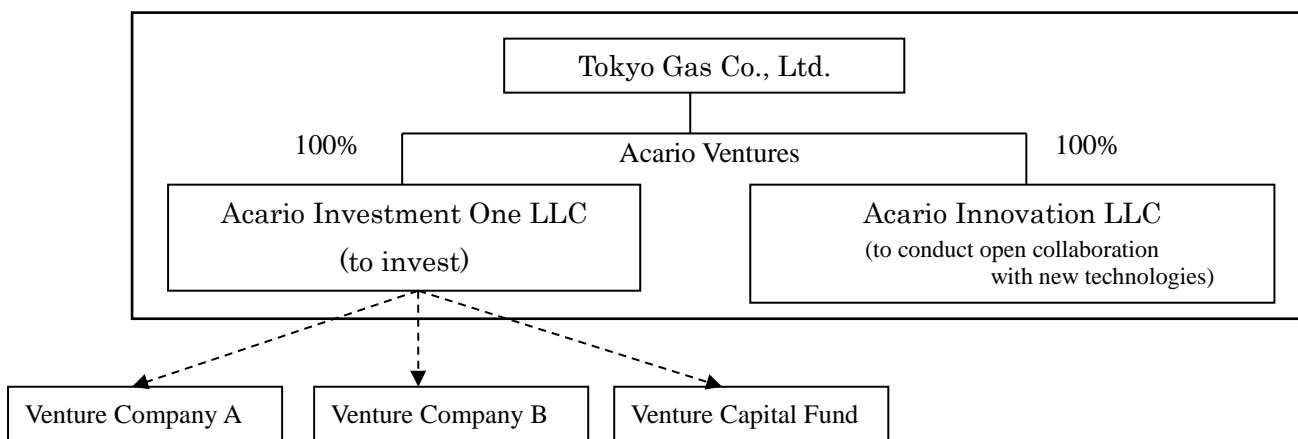 Tokyo Gas Co., Ltd.
100%
Acario Ventures
100%
Acario Investment One LLC
(to invest)
Acario Innovation LLC
(to conduct open collaboration
with new technologies)
Venture Company A
Venture Company B
Venture Capital Fund